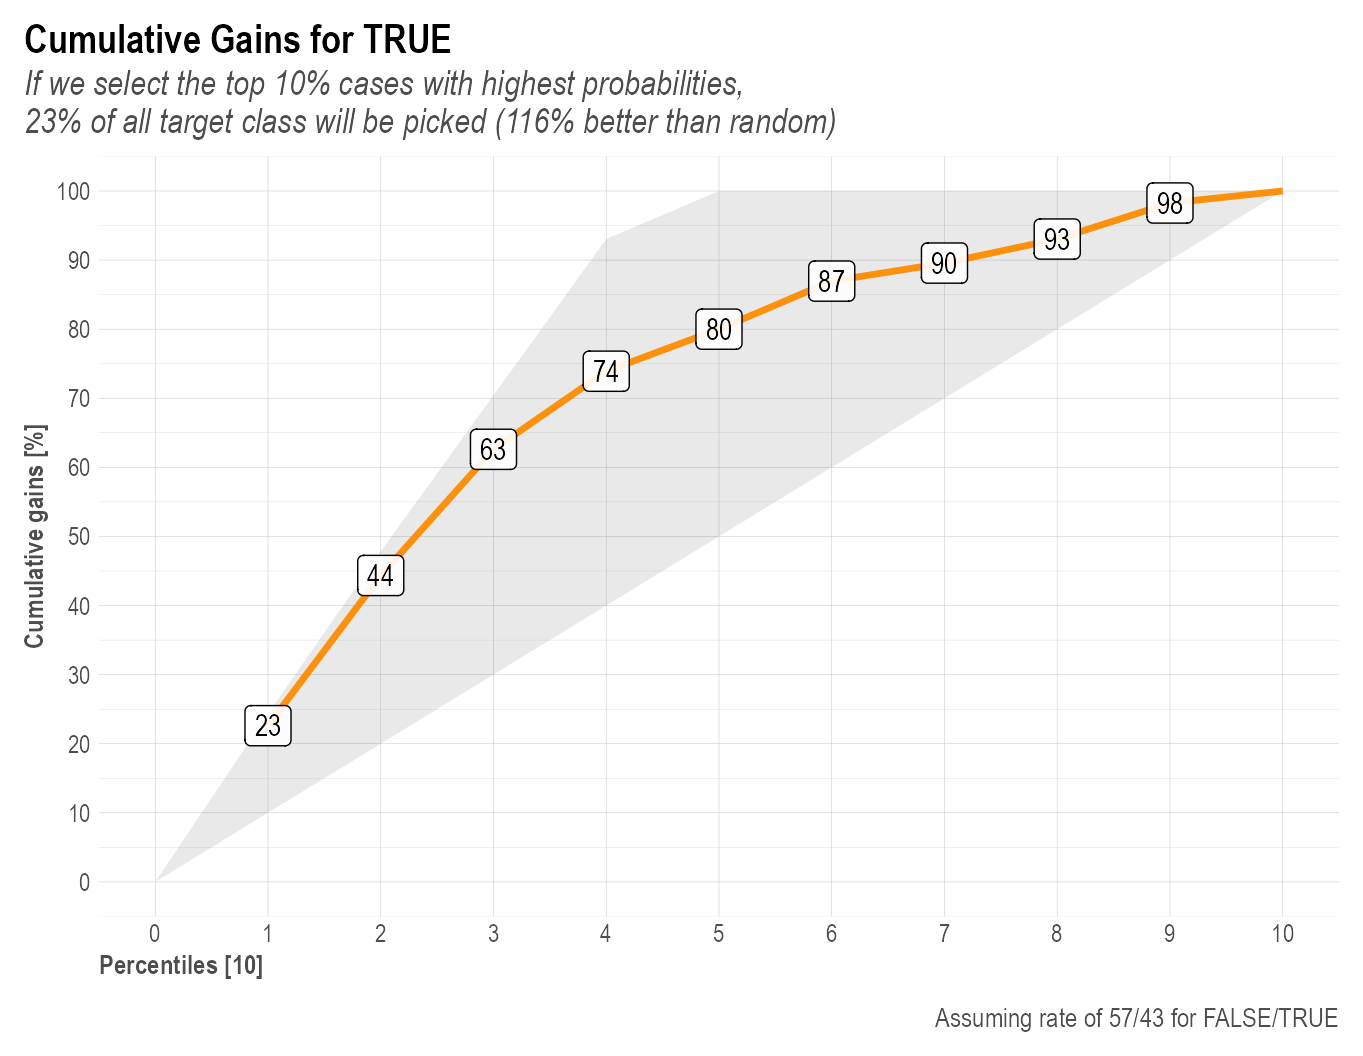 Cumulative Gains for TRUE
If we select the top 10% cases with highest probabilities,
23% of all target class will be picked (116% better than random)
Cumulative gains [%]
100
90
80
70
60
50
40
30
20
10
0
23
44
63
74
80
87
90
93
98
0 1 2 3 4 5 6 7 8 9 10
Percentiles [10]
Assuming rate of 57/43 for FALSE/TRUE